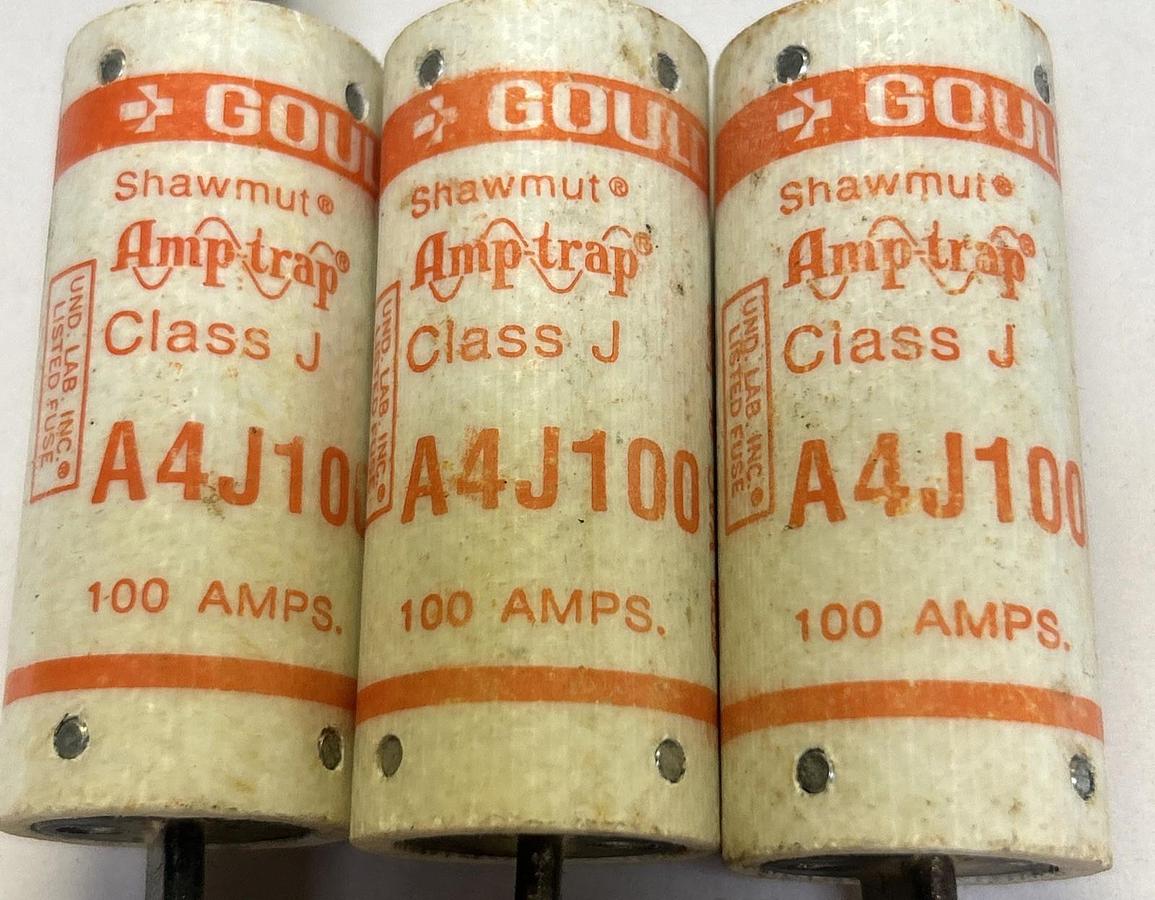 GOUL
Shawmut®
Amp-trap®
Class J
UND. LAB. INC.®
LISTED FUSE
A4J100
100 AMPS.
GOULD
Shawmut®
Amp-trap®
Class J
UND. LAB. INC.®
LISTED FUSE
A4J100
100 AMPS.
GOUL
Shawmut®
Amp-trap®
Class J
UND. LAB. INC.®
LISTED FUSE
A4J100
100 AMPS.